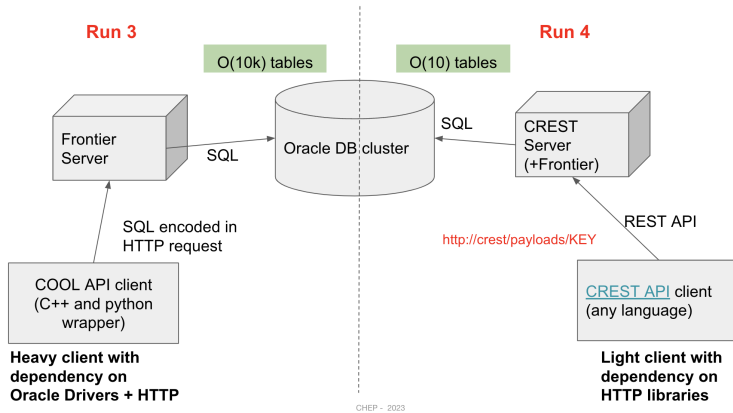 Run 3
Run 4
O(10k) tables
O(10) tables
Frontier
Server
SQL
Oracle DB cluster
SQL
CREST
Server
(+Frontier)
SQL encoded in
HTTP request
REST API
http://crest/payloads/KEY
COOL API client
(C++ and python
wrapper)
CREST API client
(any language)
Heavy client with
dependency on
Oracle Drivers + HTTP
Light client with
dependency on
HTTP libraries
CHEP - 2023